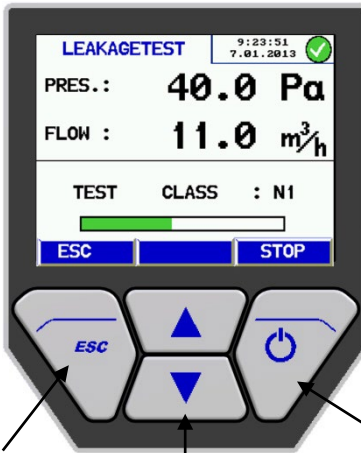 LEAKAGETEST
9:23:51
7.01.2013
PRES.: 40.0 Pa
FLOW : 11.0 m³/h
TEST CLASS : N1
ESC STOP
ESC